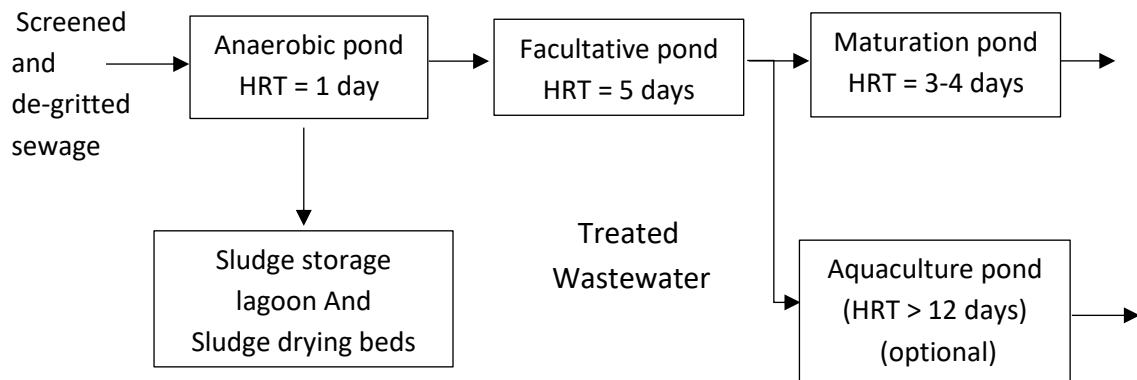 Screened
and
de-gritted
sewage
Anaerobic pond
HRT = 1 day
Facultative pond
HRT = 5 days
Maturation pond
HRT = 3-4 days
Sludge storage
lagoon And
Sludge drying beds
Treated
Wastewater
Aquaculture pond
(HRT > 12 days)
(optional)